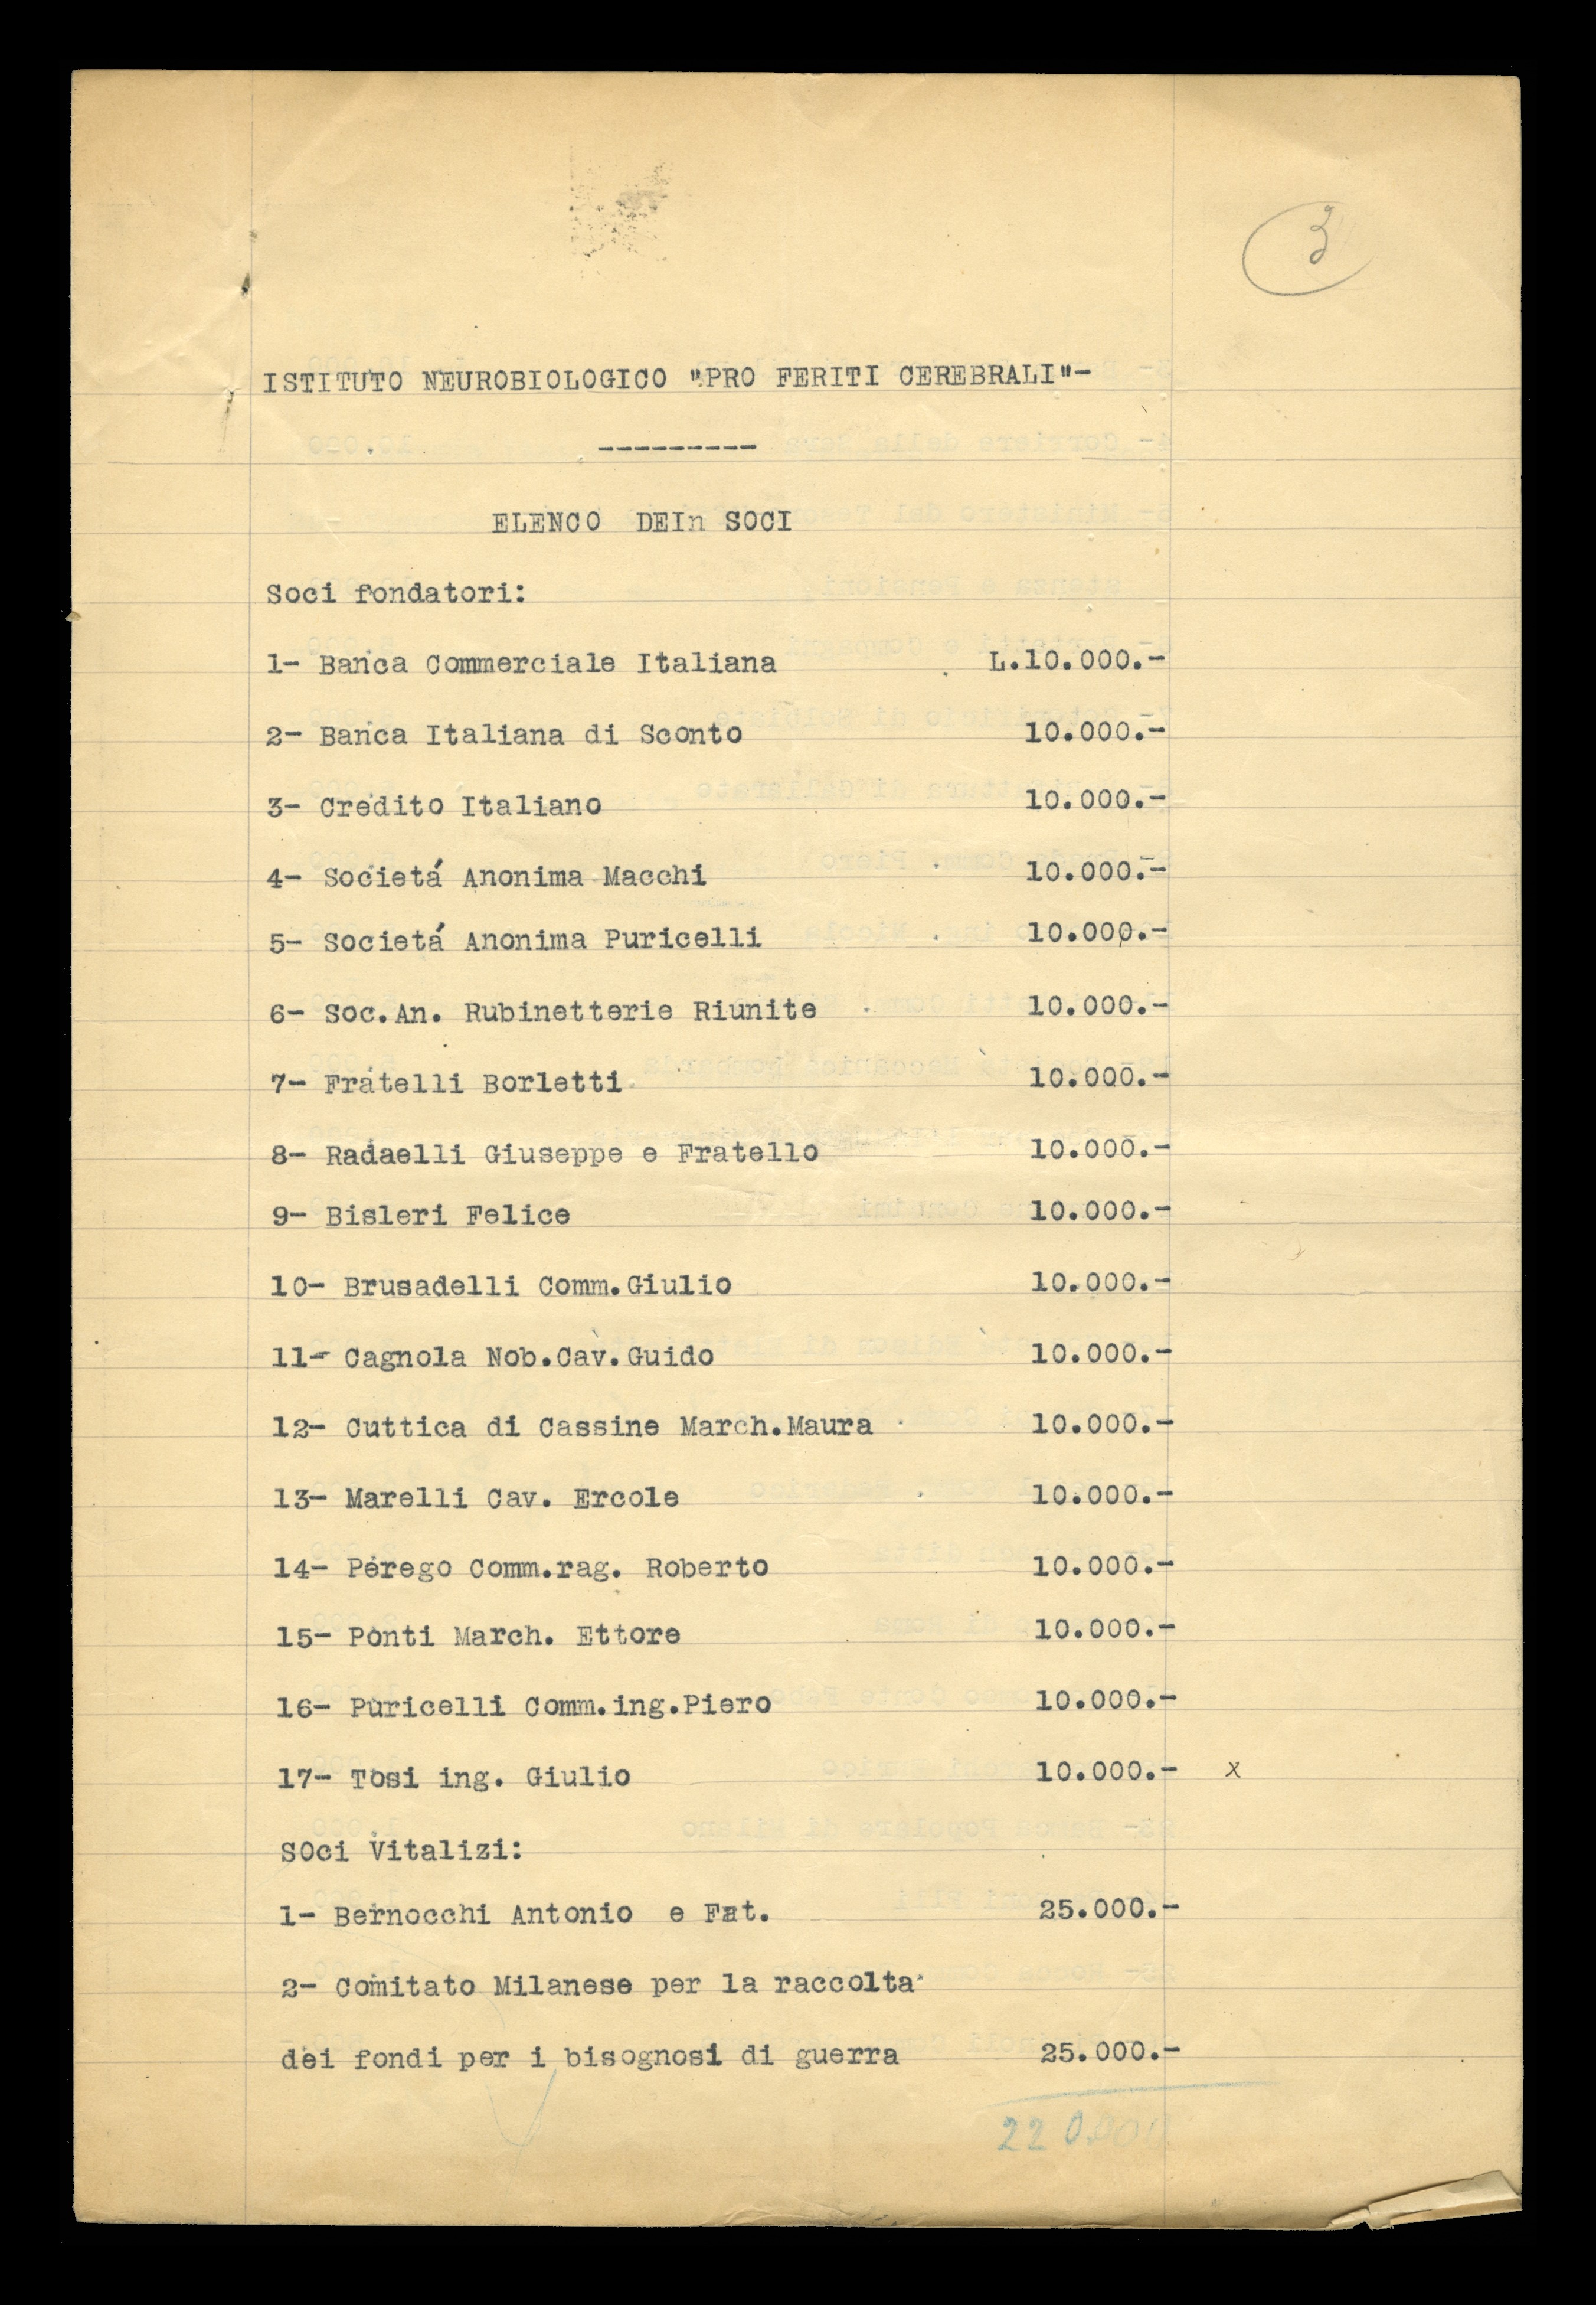 3
ISTITUTO NEUROBIOLOGICO "PRO FERITI CEREBRALI"-
---------
ELENCO DEIn SOCI
Soci fondatori:
1- Banca Commerciale Italiana L.10.000.-
2- Banca Italiana di Sconto 10.000.-
3- Credito Italiano 10.000.-
4- Societá Anonima Macchi 10.000.-
5- Societá Anonima Puricelli 10.000.-
6- Soc.An. Rubinetterie Riunite 10.000.-
7- Fratelli Borletti 10.000.-
8- Radaelli Giuseppe e Fratello 10.000.-
9- Bisleri Felice 10.000.-
10- Brusadelli Comm.Giulio 10.000.-
11- Cagnola Nob.Cav.Guido 10.000.-
12- Cuttica di Cassine March.Maura 10.000.-
13- Marelli Cav. Ercole 10.000.-
14- Perego Comm.rag. Roberto 10.000.-
15- Ponti March. Ettore 10.000.-
16- Puricelli Comm.ing.Piero 10.000.-
17- Tosi ing. Giulio 10.000.- x
SOci Vitalizi:
1- Bernocchi Antonio e Fat. 25.000.-
2- Comitato Milanese per la raccolta
dei fondi per i bisognosi di guerra 25.000.-
220.000